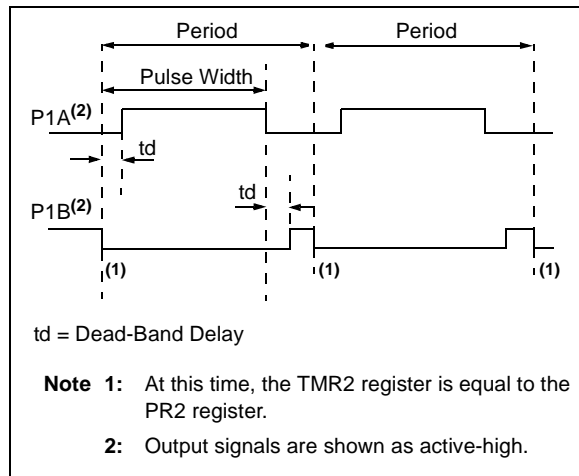 Period Period
Pulse Width
P1A(2)
td
td
P1B(2)
(1) (1) (1)
td = Dead-Band Delay
Note 1: At this time, the TMR2 register is equal to the
PR2 register.
2: Output signals are shown as active-high.